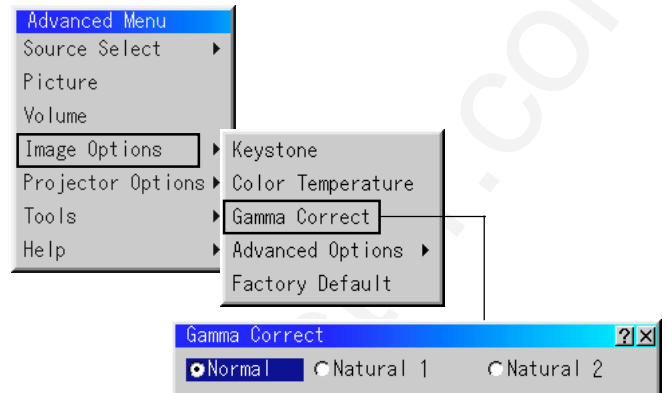 Advanced Menu
Source Select
Picture
Volume
Image Options
Projector Options
Tools
Help
Keystone
Color Temperature
Gamma Correct
Advanced Options
Factory Default
Gamma Correct ?
Normal Natural 1 Natural 2